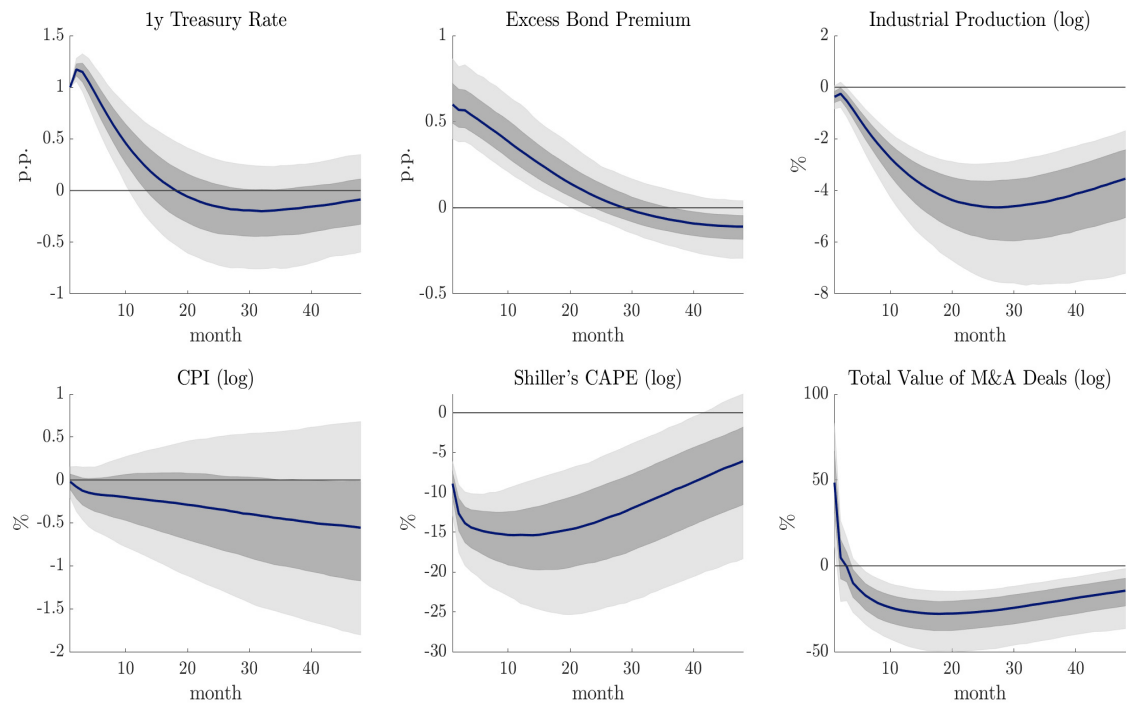 1y Treasury Rate
1.5
1
0.5
0
-0.5
-1
p.p.
10 20 30 40
month
Excess Bond Premium
1
0.5
0
-0.5
p.p.
10 20 30 40
month
Industrial Production (log)
2
0
-2
-4
-6
-8
%
10 20 30 40
month
CPI (log)
1
0.5
0
-0.5
-1
-1.5
-2
%
10 20 30 40
month
Shiller's CAPE (log)
0
-5
-10
-15
-20
-25
-30
%
10 20 30 40
month
Total Value of M&A Deals (log)
100
50
0
-50
%
10 20 30 40
month